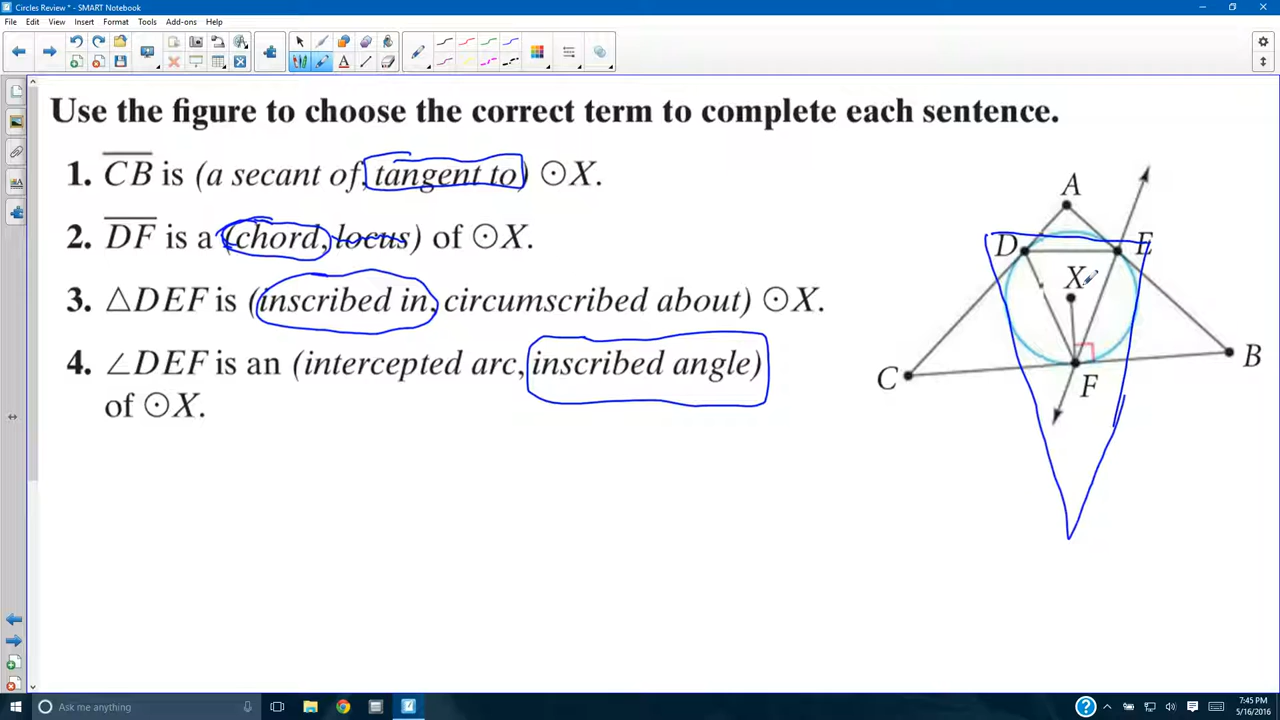 Circles Review * - SMART Notebook
File Edit View Insert Format Tools Add-ons Help
Use the figure to choose the correct term to complete each sentence.
1. CB is (a secant of, tangent to) ⊙X.
2. DF is a (chord, locus) of ⊙X.
3. △DEF is (inscribed in, circumscribed about) ⊙X.
4. ∠DEF is an (intercepted arc, inscribed angle)
of ⊙X.
A
D
E
X
B
C
F
Ask me anything
7:45 PM
5/16/2016